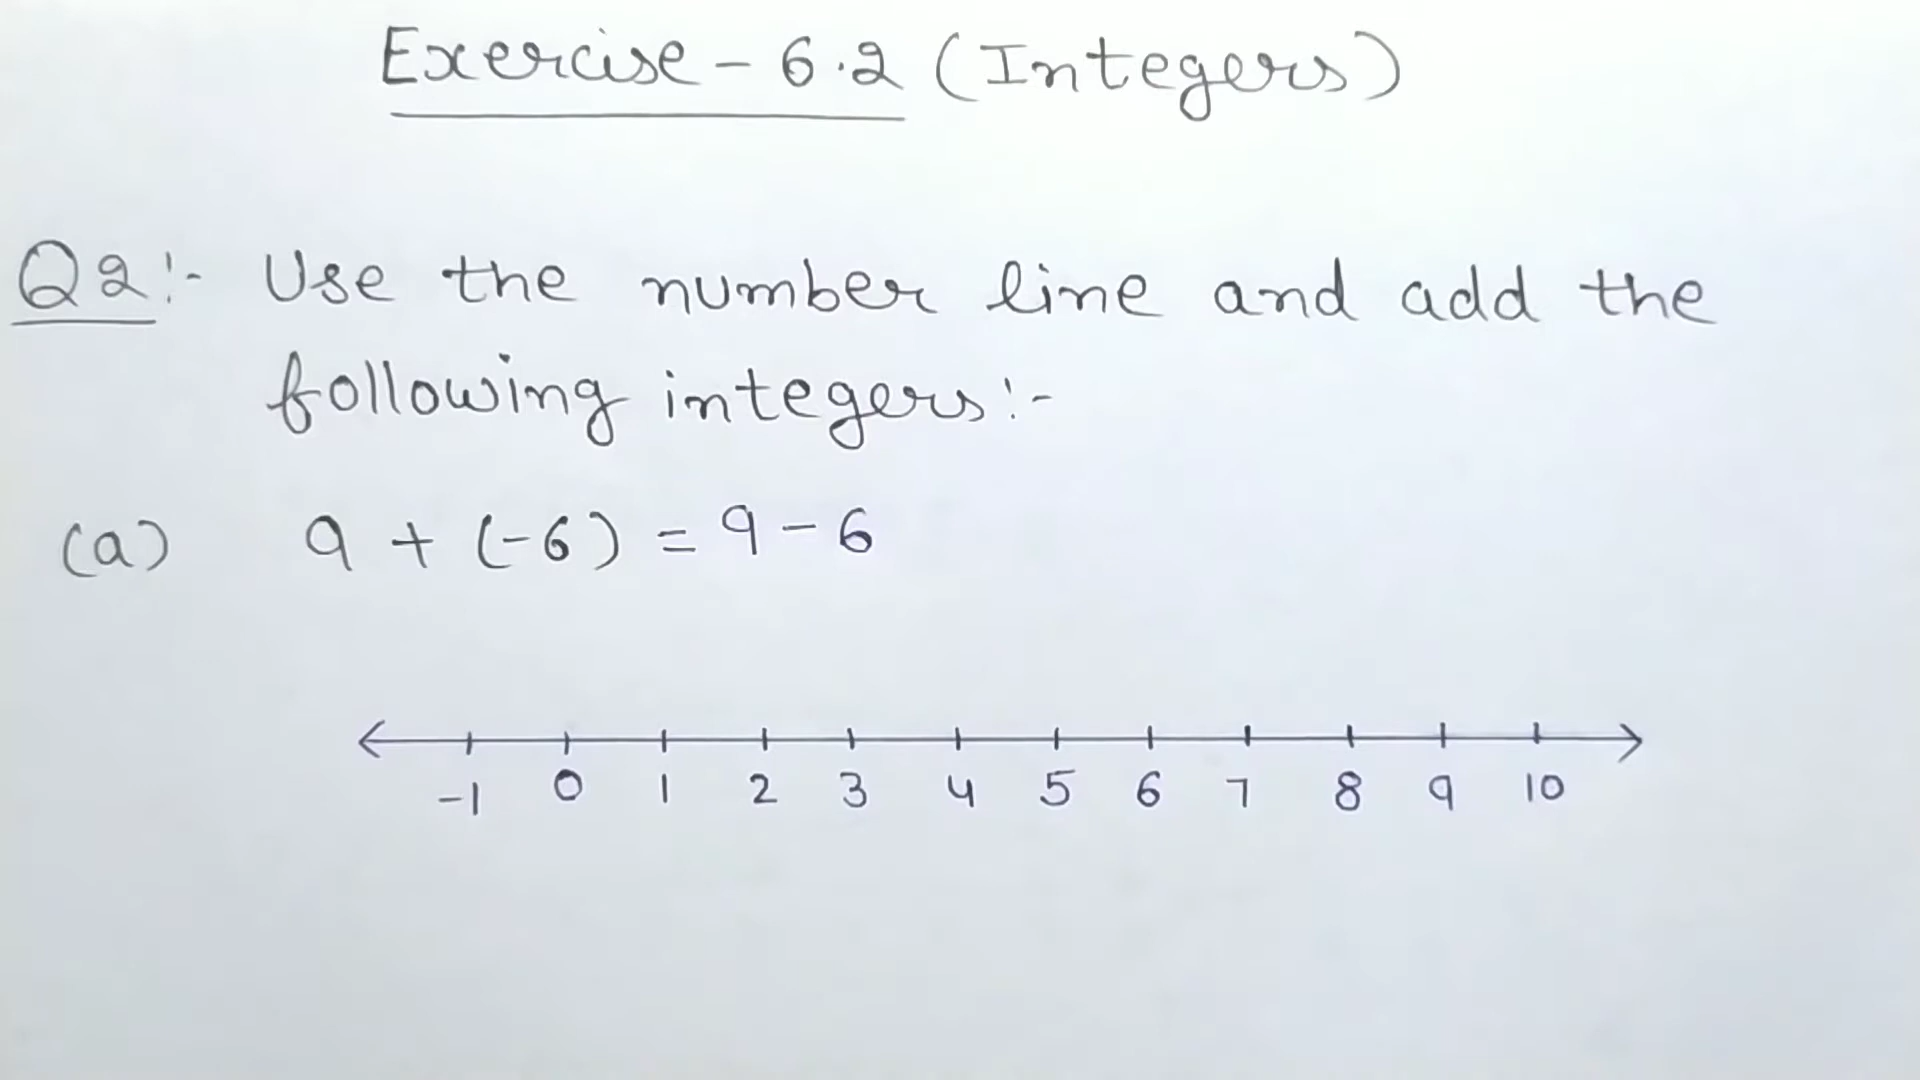 Exercise - 6.2 (Integers)
Q2:- Use the number line and add the
following integers:-
(a) 9 + (-6) = 9 - 6
-1 0 1 2 3 4 5 6 7 8 9 10